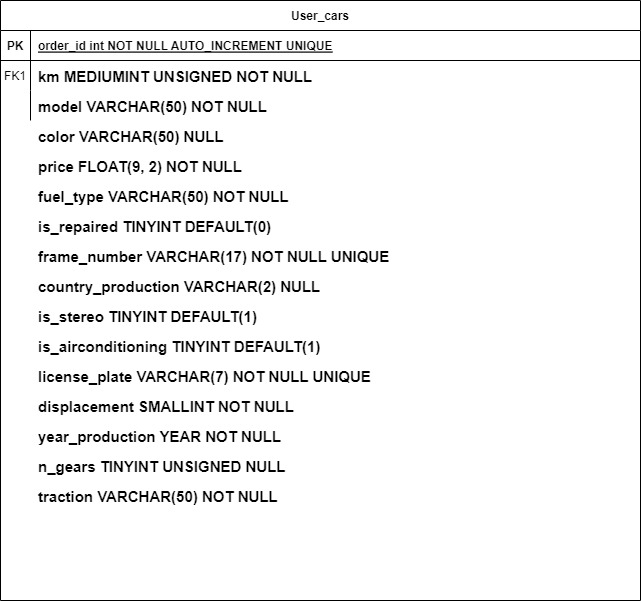 User_cars
PK order_id int NOT NULL AUTO_INCREMENT UNIQUE
FK1 km MEDIUMINT UNSIGNED NOT NULL
model VARCHAR(50) NOT NULL
color VARCHAR(50) NULL
price FLOAT(9, 2) NOT NULL
fuel_type VARCHAR(50) NOT NULL
is_repaired TINYINT DEFAULT(0)
frame_number VARCHAR(17) NOT NULL UNIQUE
country_production VARCHAR(2) NULL
is_stereo TINYINT DEFAULT(1)
is_airconditioning TINYINT DEFAULT(1)
license_plate VARCHAR(7) NOT NULL UNIQUE
displacement SMALLINT NOT NULL
year_production YEAR NOT NULL
n_gears TINYINT UNSIGNED NULL
traction VARCHAR(50) NOT NULL